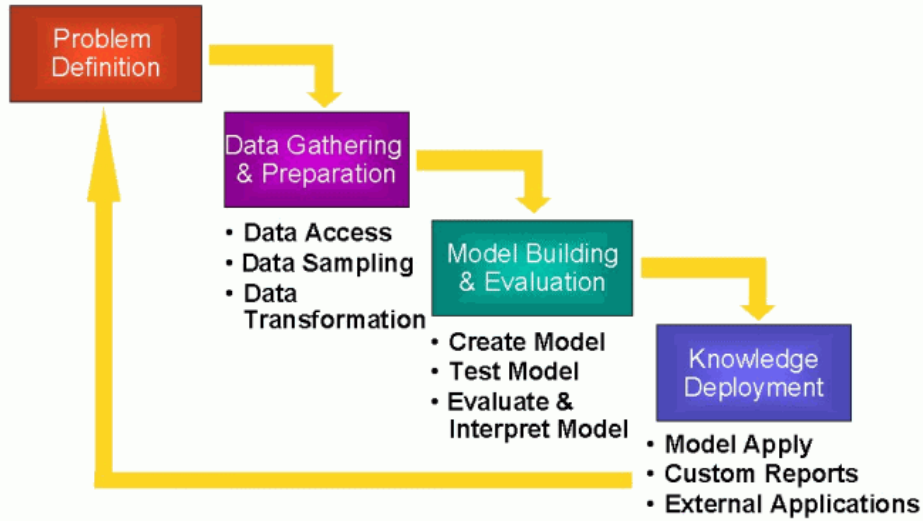 Problem
Definition
Data Gathering
& Preparation
• Data Access
• Data Sampling
• Data
Transformation
Model Building
& Evaluation
• Create Model
• Test Model
• Evaluate &
Interpret Model
Knowledge
Deployment
• Model Apply
• Custom Reports
• External Applications